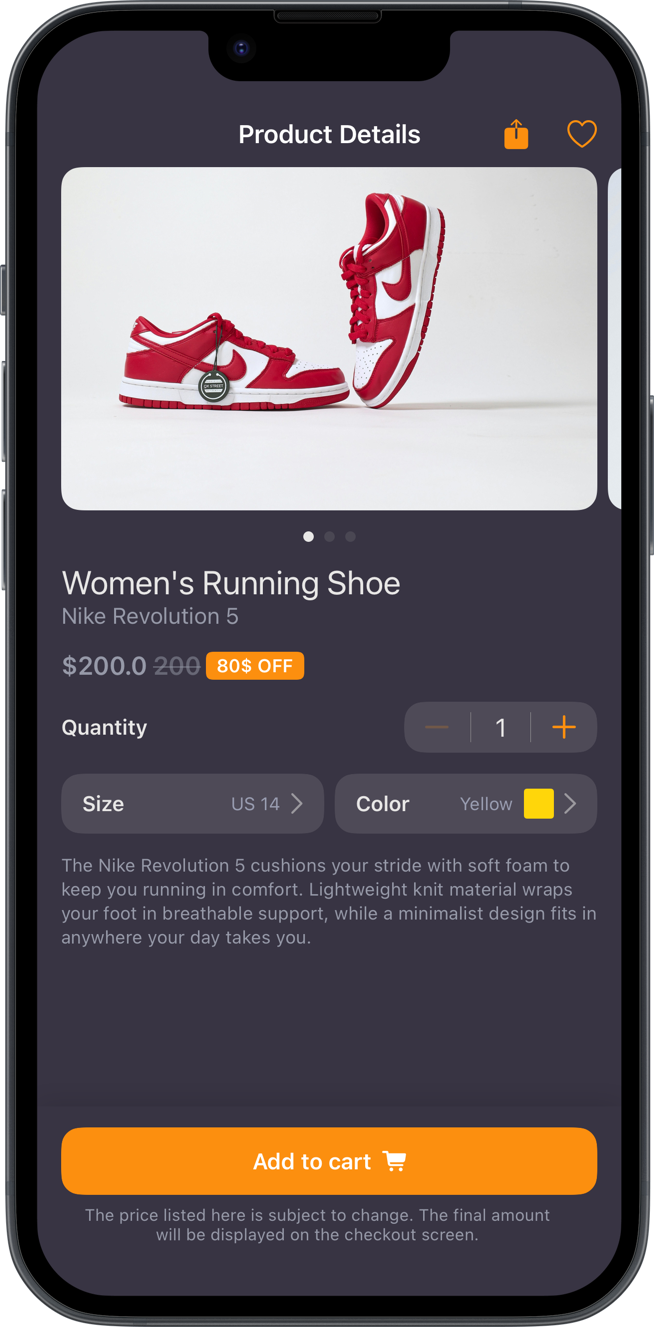 Product Details
Women's Running Shoe
Nike Revolution 5
$200.0 200 80$ OFF
Quantity 1
Size US 14 Color Yellow
The Nike Revolution 5 cushions your stride with soft foam to
keep you running in comfort. Lightweight knit material wraps
your foot in breathable support, while a minimalist design fits in
anywhere your day takes you.
Add to cart
The price listed here is subject to change. The final amount
will be displayed on the checkout screen.